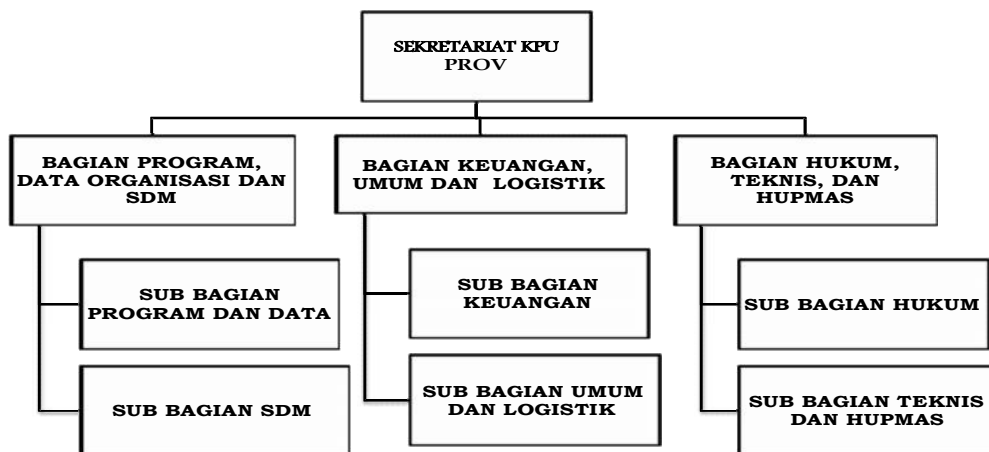 SEKRETARIAT KPU
PROV
BAGIAN PROGRAM,
DATA ORGANISASI DAN
SDM
BAGIAN KEUANGAN,
UMUM DAN LOGISTIK
BAGIAN HUKUM,
TEKNIS, DAN
HUPMAS
SUB BAGIAN
PROGRAM DAN DATA
SUB BAGIAN
KEUANGAN
SUB BAGIAN HUKUM
SUB BAGIAN SDM
SUB BAGIAN UMUM
DAN LOGISTIK
SUB BAGIAN TEKNIS
DAN HUPMAS